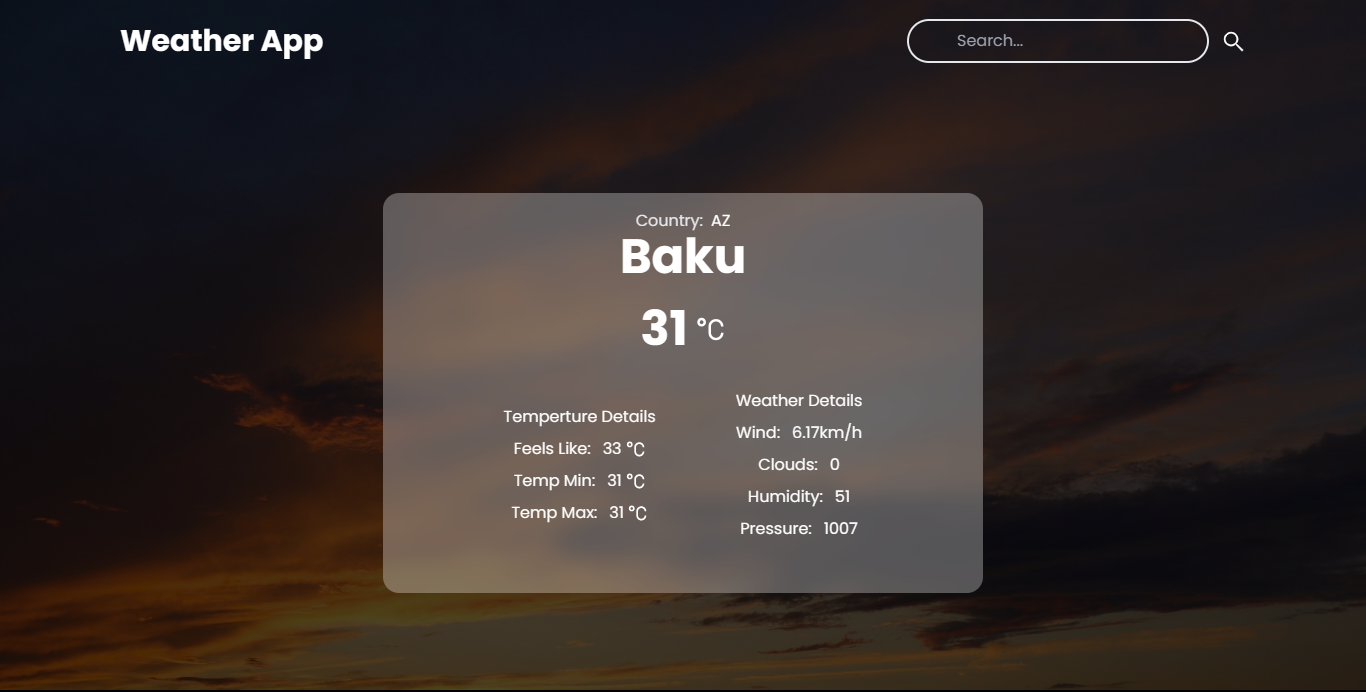 Weather App
Search...
Country: AZ
Baku
31 °C
Temperture Details
Feels Like: 33 °C
Temp Min: 31 °C
Temp Max: 31 °C
Weather Details
Wind: 6.17km/h
Clouds: 0
Humidity: 51
Pressure: 1007